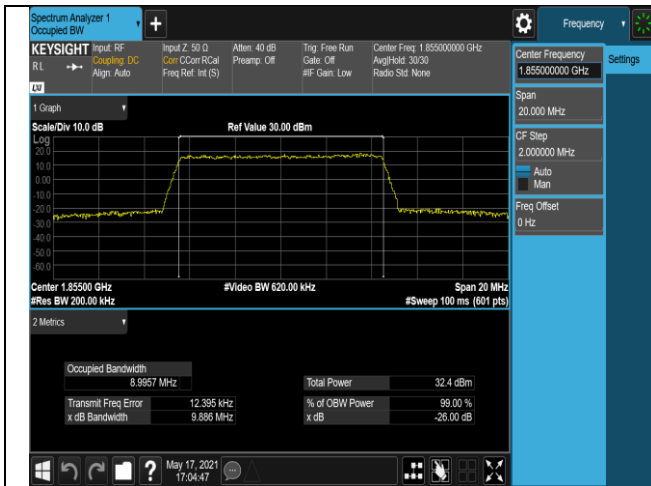 Spectrum Analyzer 1
Occupied BW
+
Frequency
KEYSIGHT
RL
LXI
Input: RF
Coupling: DC
Align: Auto
Input Z: 50 Ω
Corr CCorr RCal
Freq Ref: Int (S)
Atten: 40 dB
Preamp: Off
Trig: Free Run
Gate: Off
#IF Gain: Low
Center Freq: 1.855000000 GHz
Avg|Hold: 30/30
Radio Std: None
Center Frequency
1.855000000 GHz
Settings
Span
20.000 MHz
CF Step
2.000000 MHz
Auto
Man
Freq Offset
0 Hz
1 Graph
Scale/Div 10.0 dB
Ref Value 30.00 dBm
Log
20.0
10.0
0.00
-10.0
-20.0
-30.0
-40.0
-50.0
-60.0
Center 1.85500 GHz
#Video BW 620.00 kHz
Span 20 MHz
#Res BW 200.00 kHz
#Sweep 100 ms (601 pts)
2 Metrics
Occupied Bandwidth
8.9957 MHz
Total Power 32.4 dBm
Transmit Freq Error 12.395 kHz
% of OBW Power 99.00 %
x dB Bandwidth 9.886 MHz
x dB -26.00 dB
?
May 17, 2021
17:04:47